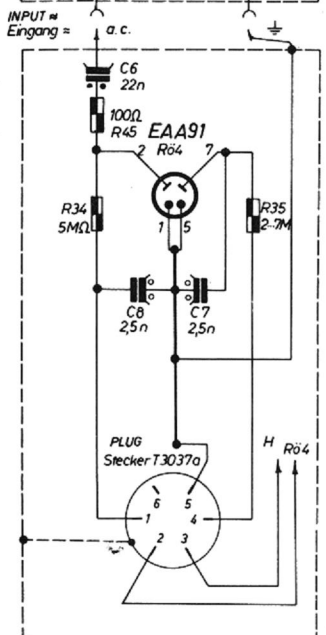 INPUT ≈
Eingang ≈ a.c.
C6
22n
100Ω
R45
EAA91
Rö4
2 7
R34
5MΩ
R35
2-7M
1 5
C8
2,5n
C7
2,5n
PLUG
Stecker T3037a
H Rö4
6 5
1 4
2 3